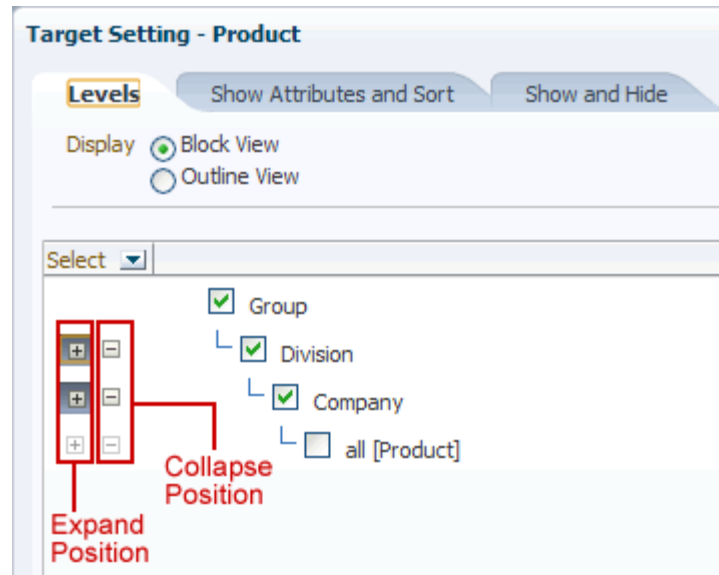 Target Setting - Product
Levels Show Attributes and Sort Show and Hide
Display Block View
Outline View
Select
Group
Division
Company
all [Product]
Collapse
Position
Expand
Position